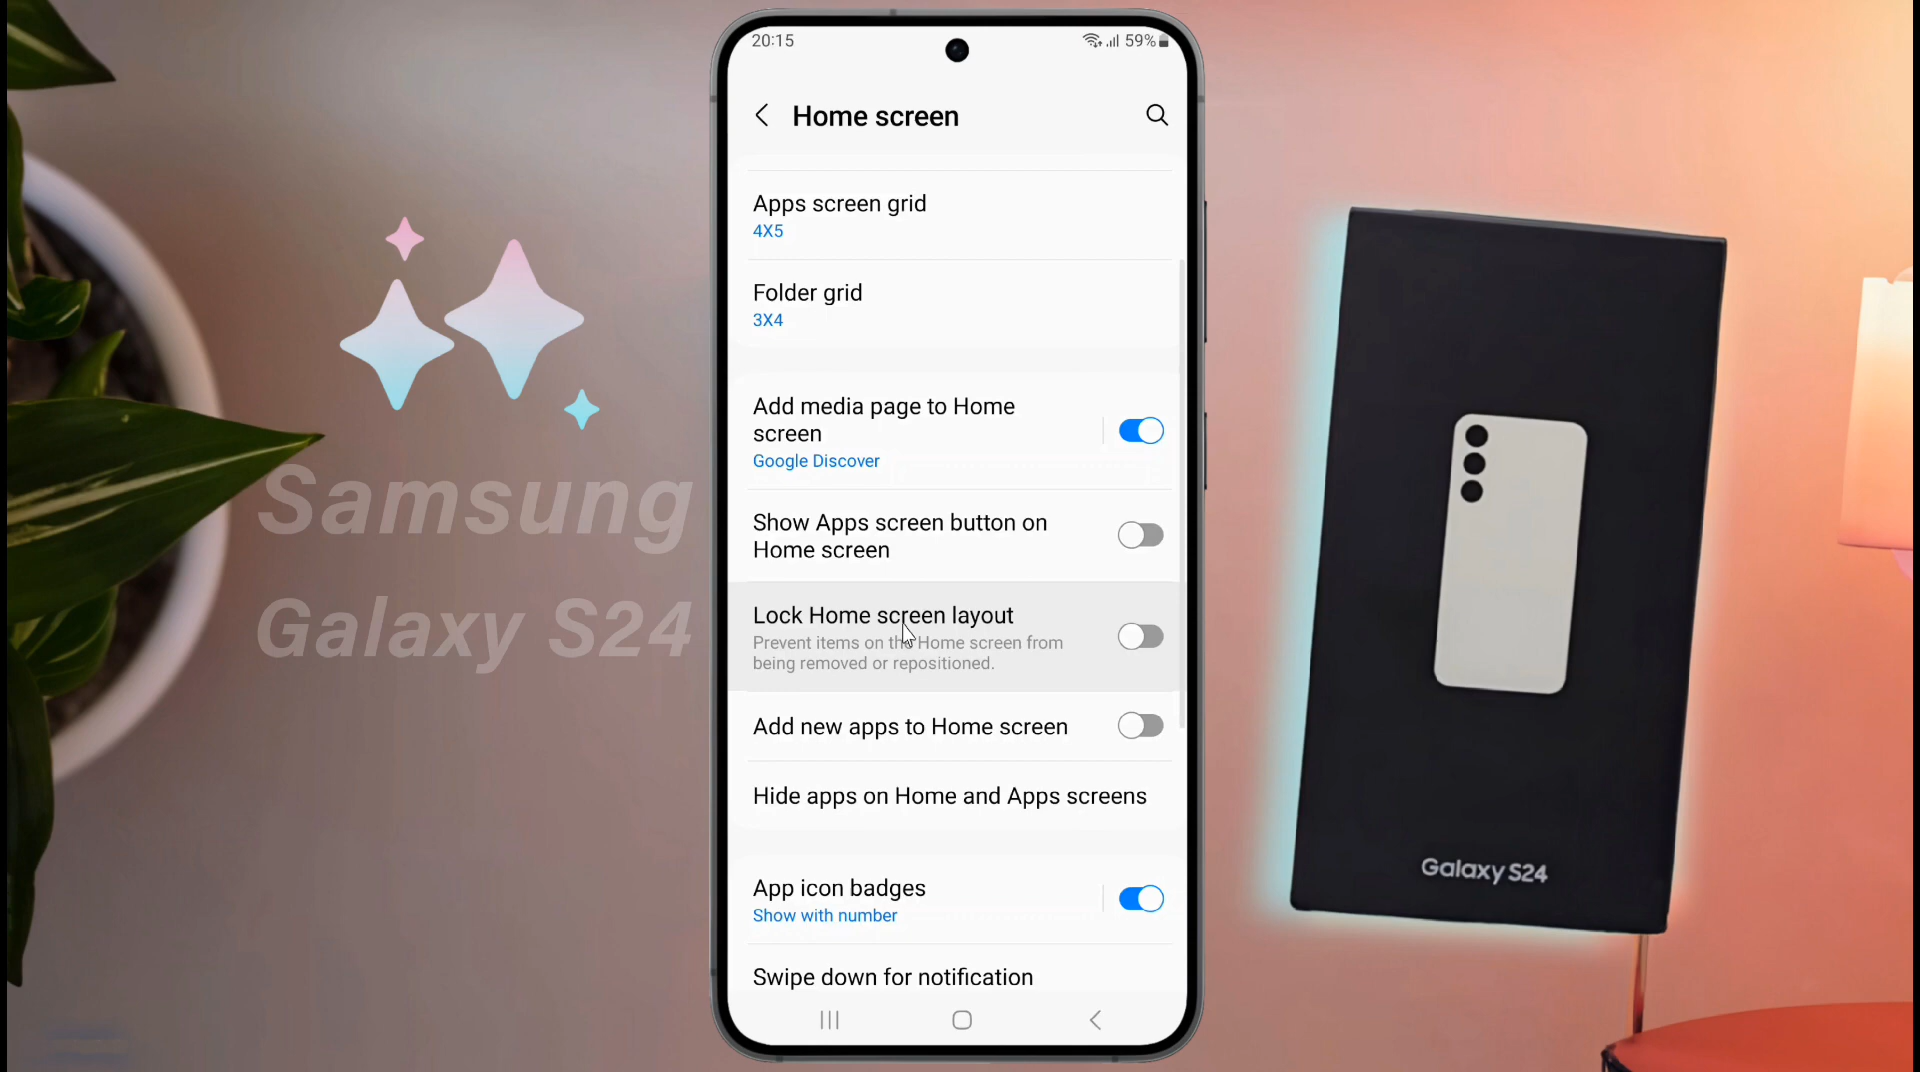 20:15
59%
Home screen
Apps screen grid
4X5
Folder grid
3X4
Add media page to Home
screen
Google Discover
Show Apps screen button on
Home screen
Lock Home screen layout
Prevent items on the Home screen from
being removed or repositioned.
Add new apps to Home screen
Hide apps on Home and Apps screens
App icon badges
Show with number
Swipe down for notification
Samsung
Galaxy S24
Galaxy S24